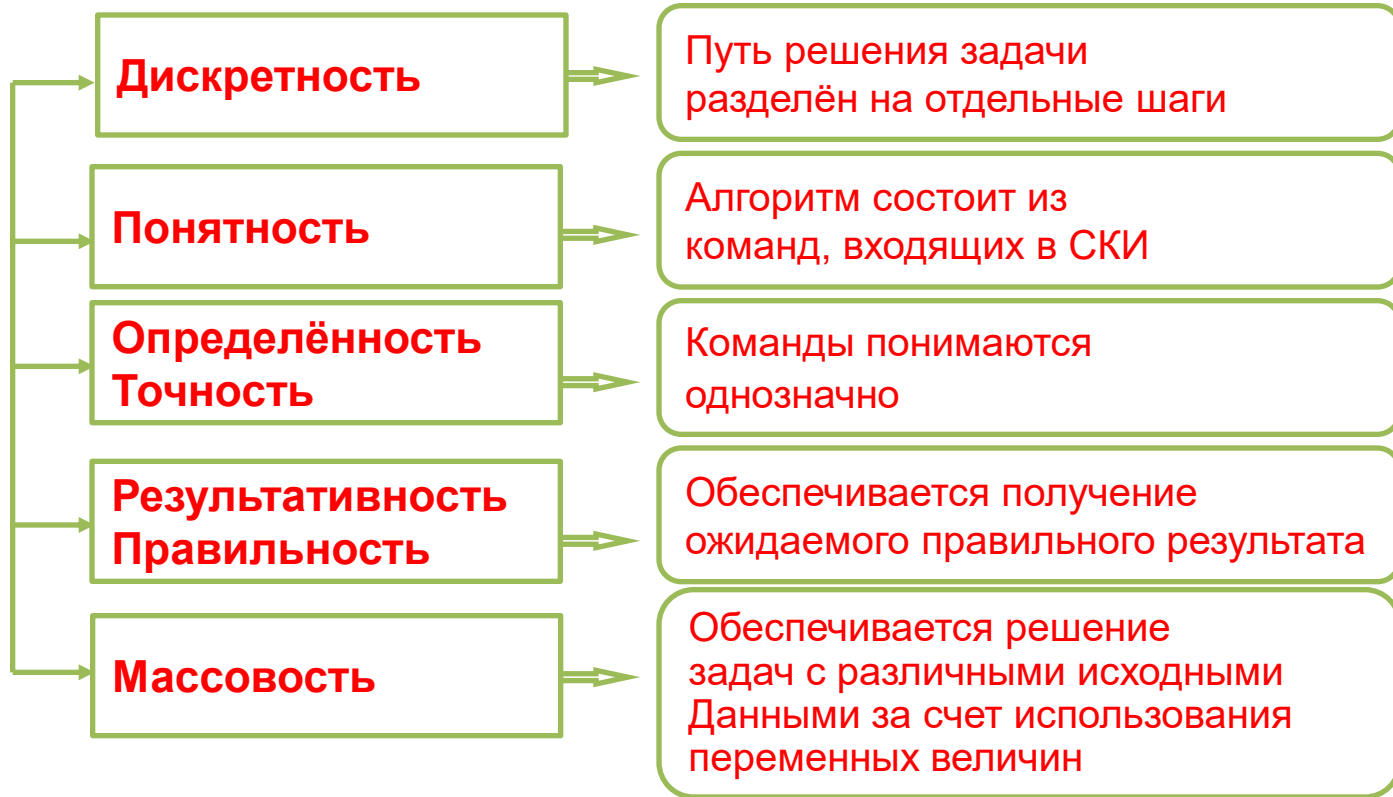 Дискретность
Путь решения задачи
разделён на отдельные шаги
Понятность
Алгоритм состоит из
команд, входящих в СКИ
Определённость
Точность
Команды понимаются
однозначно
Результативность
Правильность
Обеспечивается получение
ожидаемого правильного результата
Массовость
Обеспечивается решение
задач с различными исходными
Данными за счет использования
переменных величин